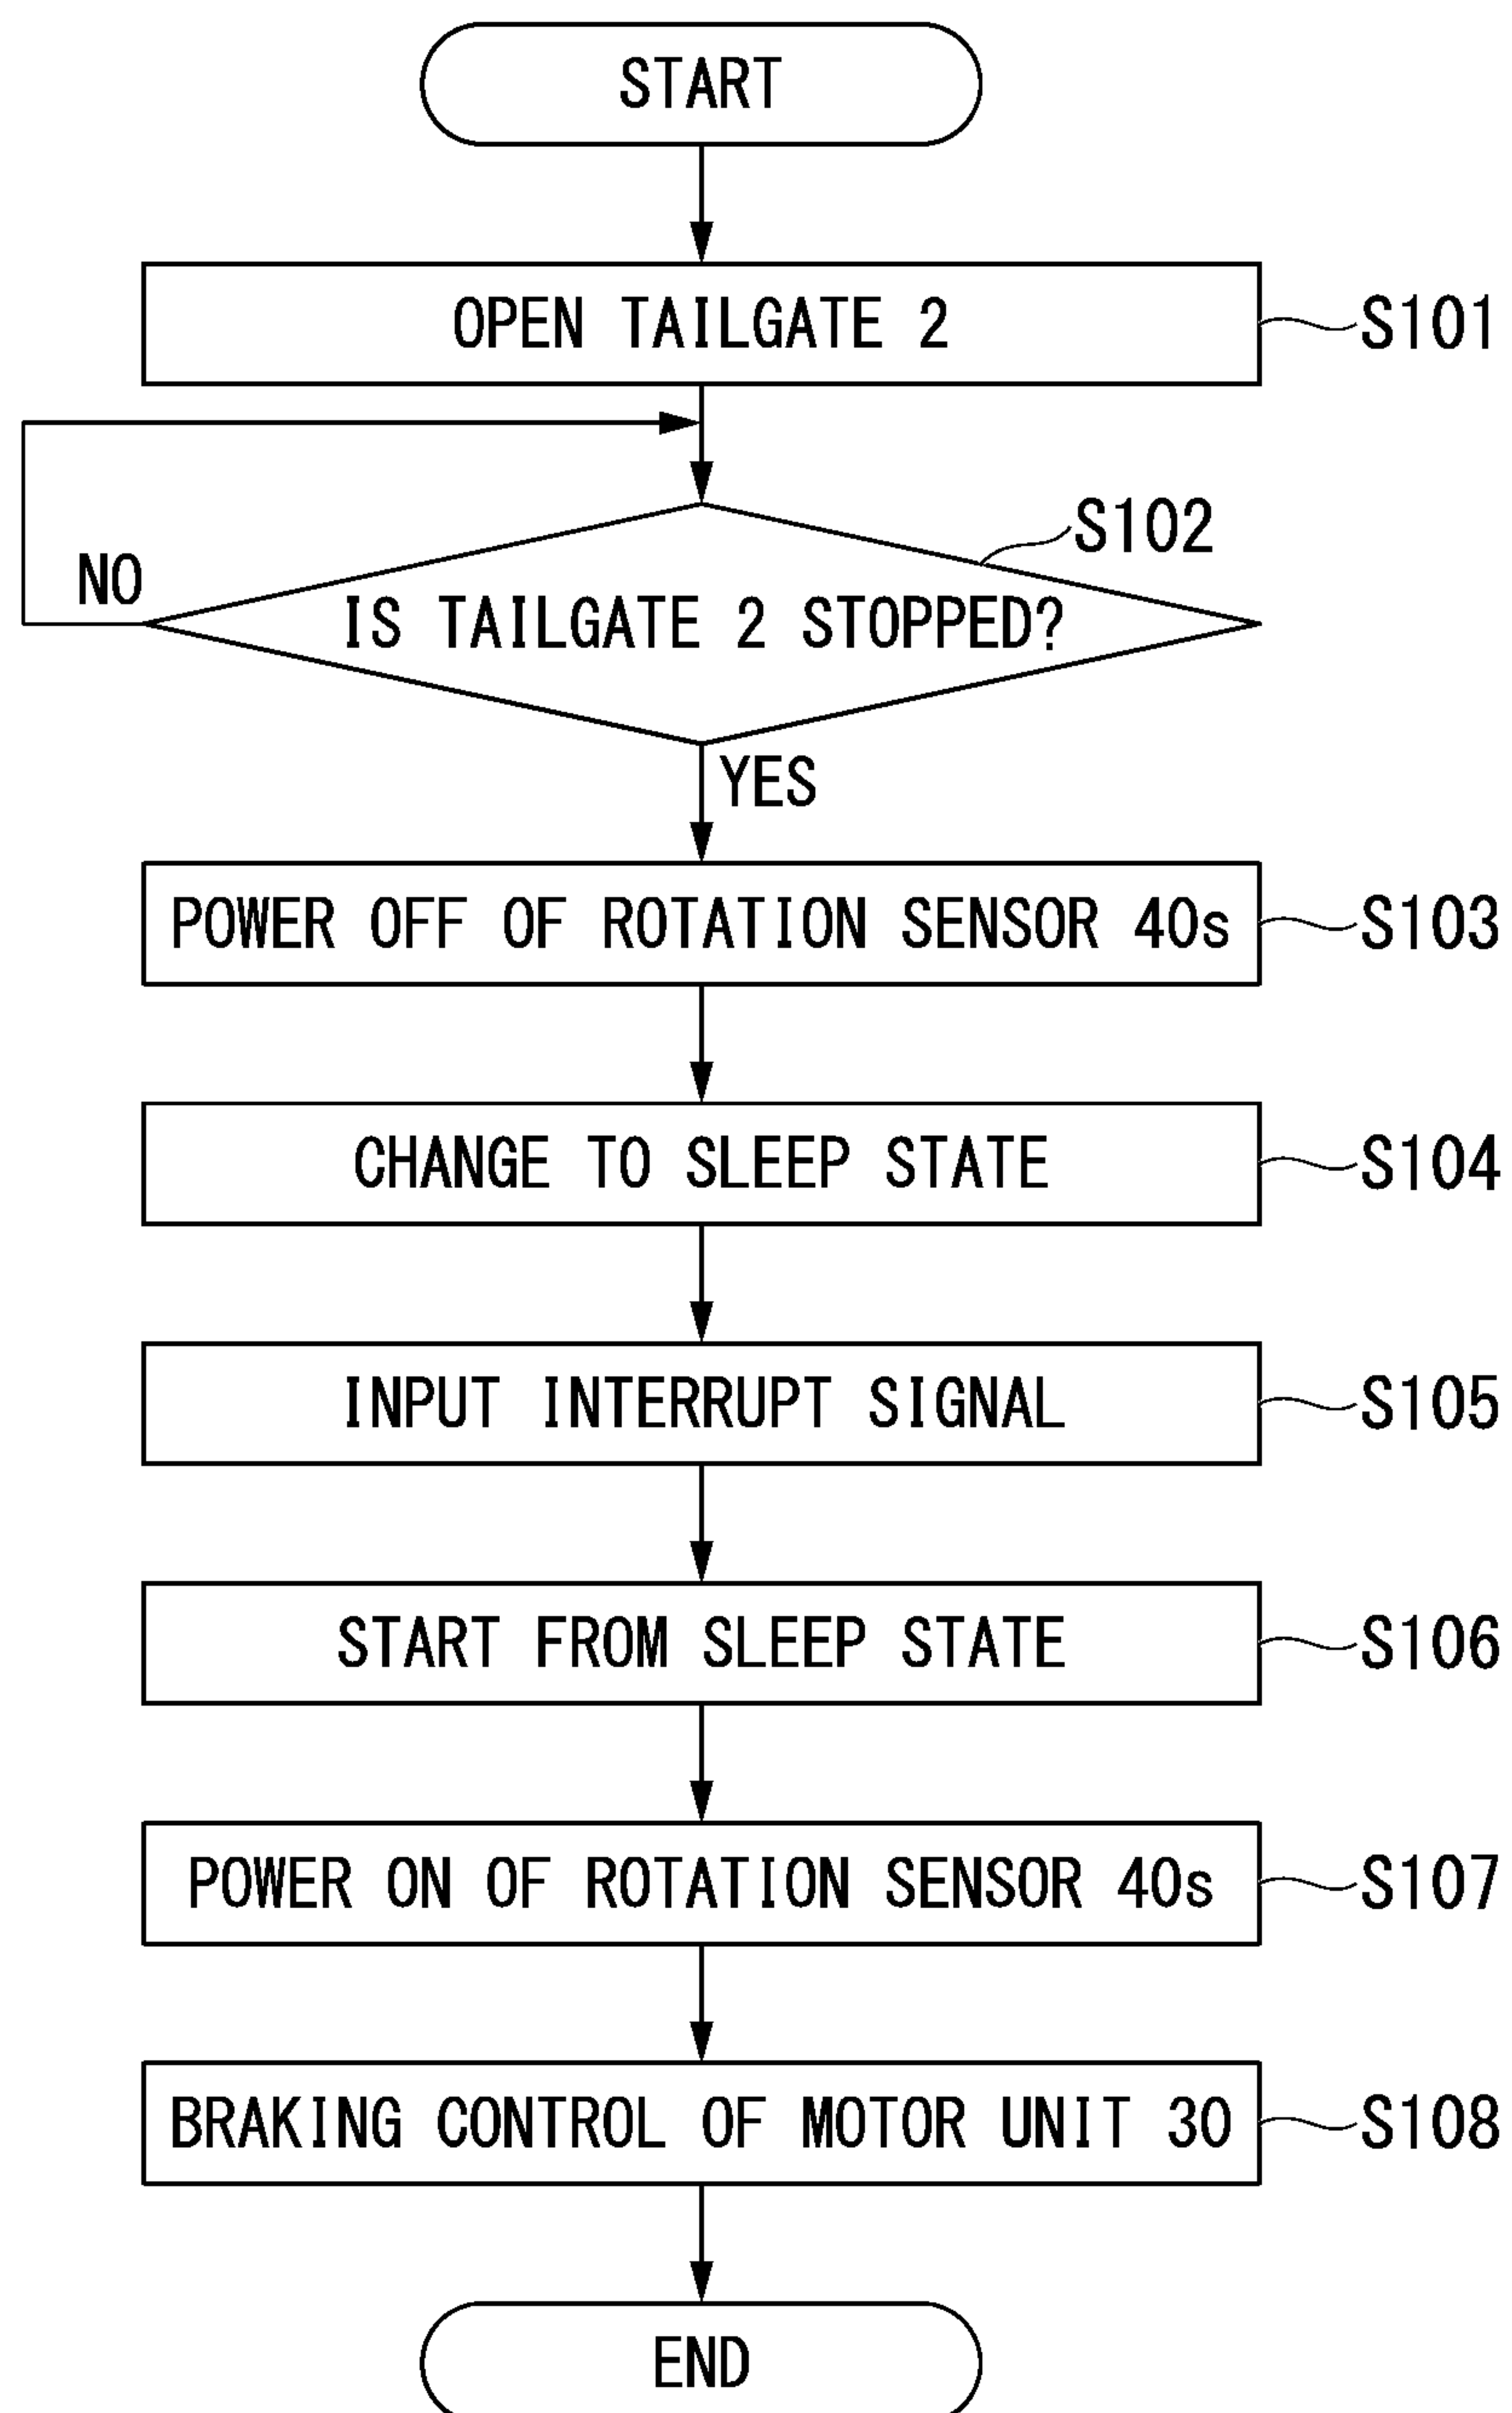 START
OPEN TAILGATE 2
S101
S102
NO
IS TAILGATE 2 STOPPED?
YES
POWER OFF OF ROTATION SENSOR 40s
S103
CHANGE TO SLEEP STATE
S104
INPUT INTERRUPT SIGNAL
S105
START FROM SLEEP STATE
S106
POWER ON OF ROTATION SENSOR 40s
S107
BRAKING CONTROL OF MOTOR UNIT 30
S108
END